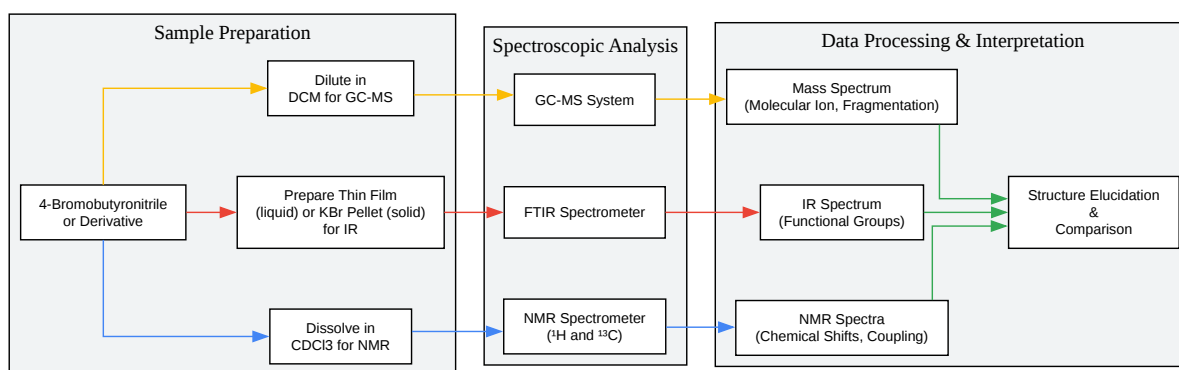 Sample Preparation
Dilute in
DCM for GC-MS
4-Bromobutyronitrile
or Derivative
Prepare Thin Film
(liquid) or KBr Pellet (solid)
for IR
Dissolve in
CDCl3 for NMR
Spectroscopic Analysis
GC-MS System
FTIR Spectrometer
NMR Spectrometer
(¹H and ¹³C)
Data Processing & Interpretation
Mass Spectrum
(Molecular Ion, Fragmentation)
IR Spectrum
(Functional Groups)
NMR Spectra
(Chemical Shifts, Coupling)
Structure Elucidation
&
Comparison